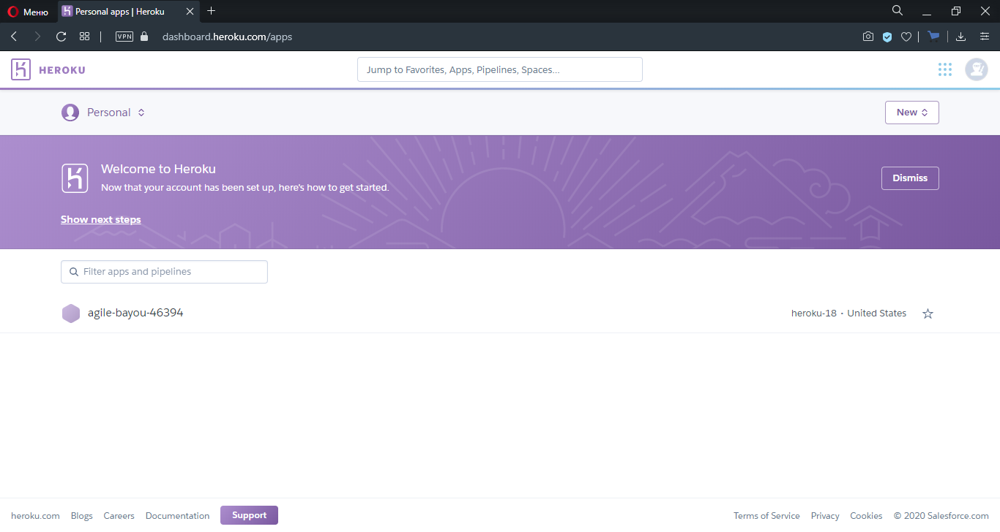 Меню
Personal apps | Heroku
VPN
dashboard.heroku.com/apps
HEROKU
Jump to Favorites, Apps, Pipelines, Spaces...
Personal
New
Welcome to Heroku
Now that your account has been set up, here's how to get started.
Dismiss
Show next steps
Filter apps and pipelines
agile-bayou-46394
heroku-18 · United States
heroku.com Blogs Careers Documentation Support Terms of Service Privacy Cookies © 2020 Salesforce.com